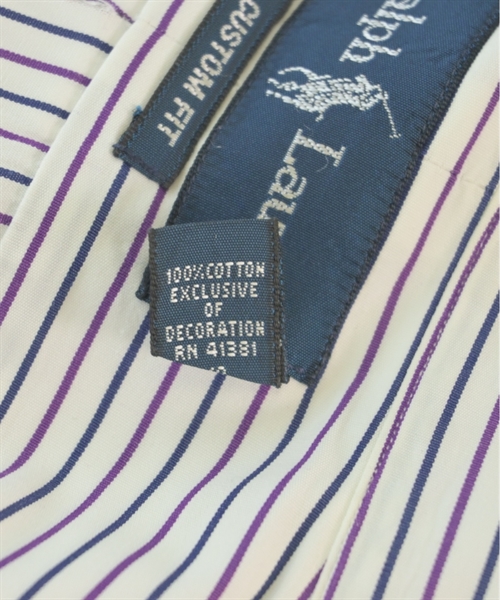 CUSTOM FIT
Ralph
Lau
100%COTTON
EXCLUSIVE
OF
DECORATION
RN 41381